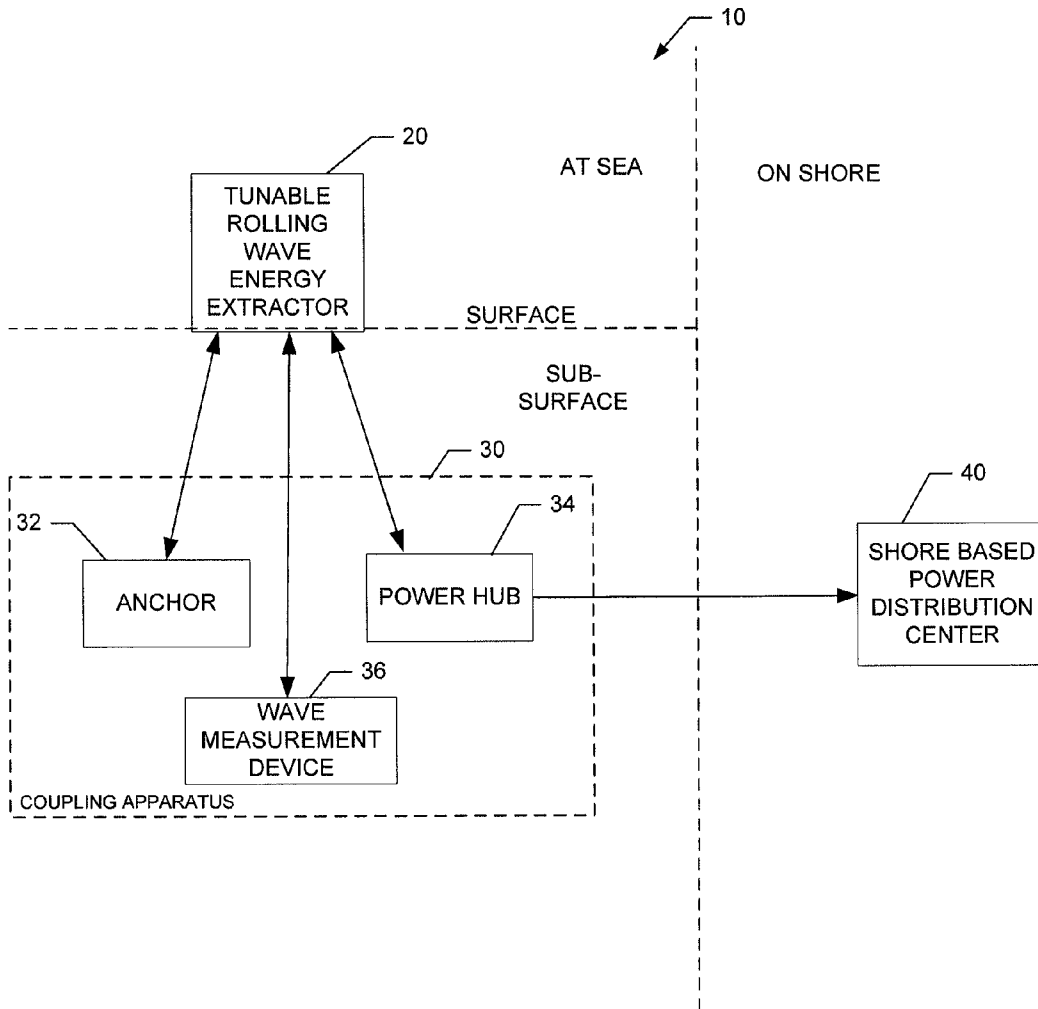 10
AT SEA
ON SHORE
20
TUNABLE
ROLLING
WAVE
ENERGY
EXTRACTOR
SURFACE
SUB-
SURFACE
30
32
ANCHOR
34
POWER HUB
36
WAVE
MEASUREMENT
DEVICE
COUPLING APPARATUS
40
SHORE BASED
POWER
DISTRIBUTION
CENTER